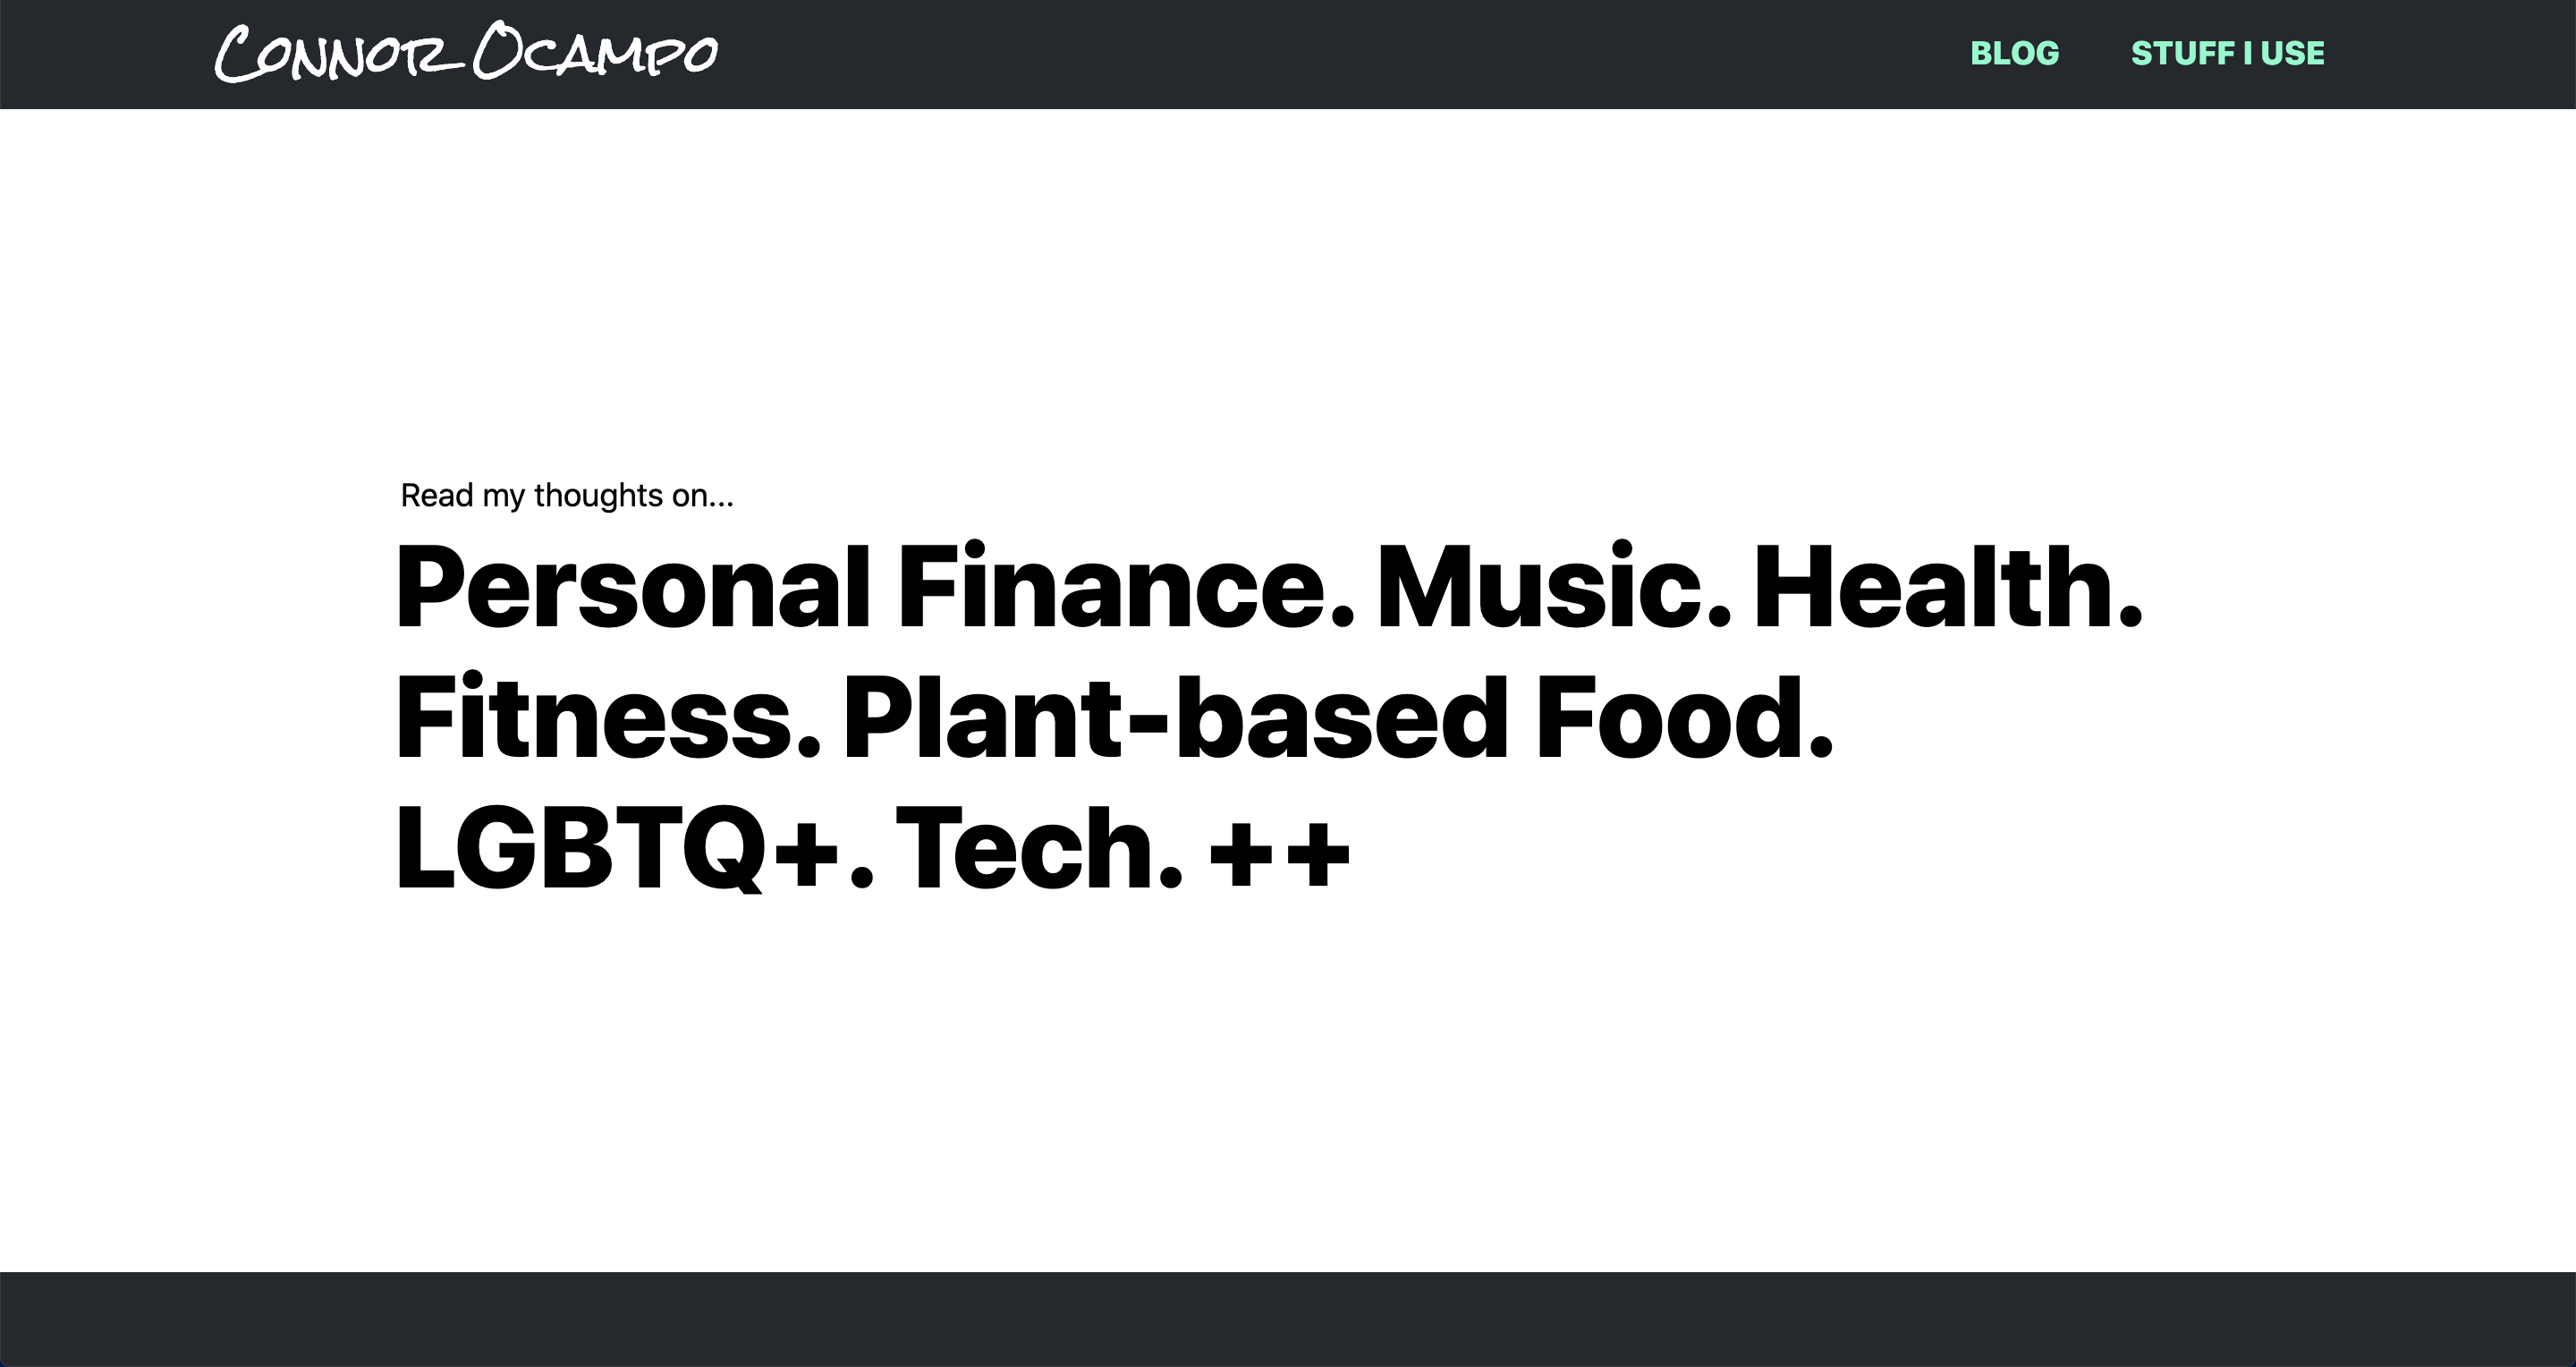 Connor Ocampo
BLOG STUFF I USE
Read my thoughts on...
Personal Finance. Music. Health.
Fitness. Plant-based Food.
LGBTQ+. Tech. ++